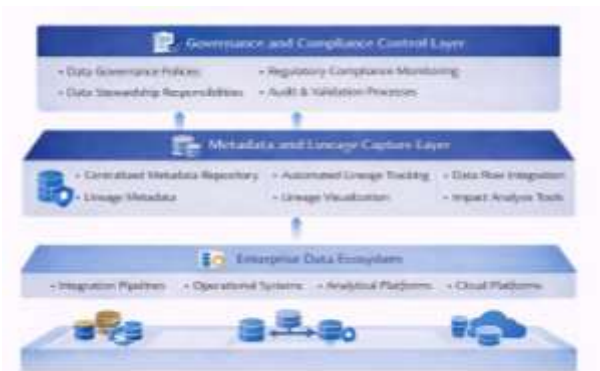 Governance and Compliance Control Layer
• Data Governance Policies • Regulatory Compliance Monitoring
• Data Stewardship Responsibilities • Audit & Validation Processes
Metadata and Lineage Capture Layer
• Centralized Metadata Repository • Automated Lineage Tracking • Data Flow Integration
• Lineage Metadata • Lineage Visualization • Impact Analysis Tools
Enterprise Data Ecosystem
• Integration Pipelines • Operational Systems • Analytical Platforms • Cloud Platforms